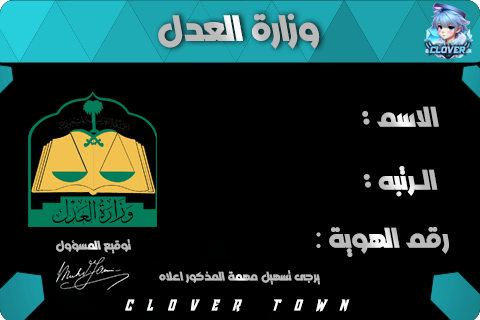 وزارة العدل
CLOVER
الاسم :
الرتبه :
رقم الهوية :
وزارة العدل
توقيع المسؤول
يرجى تسهيل مهمة المذكور اعلاه
CLOVER TOWN